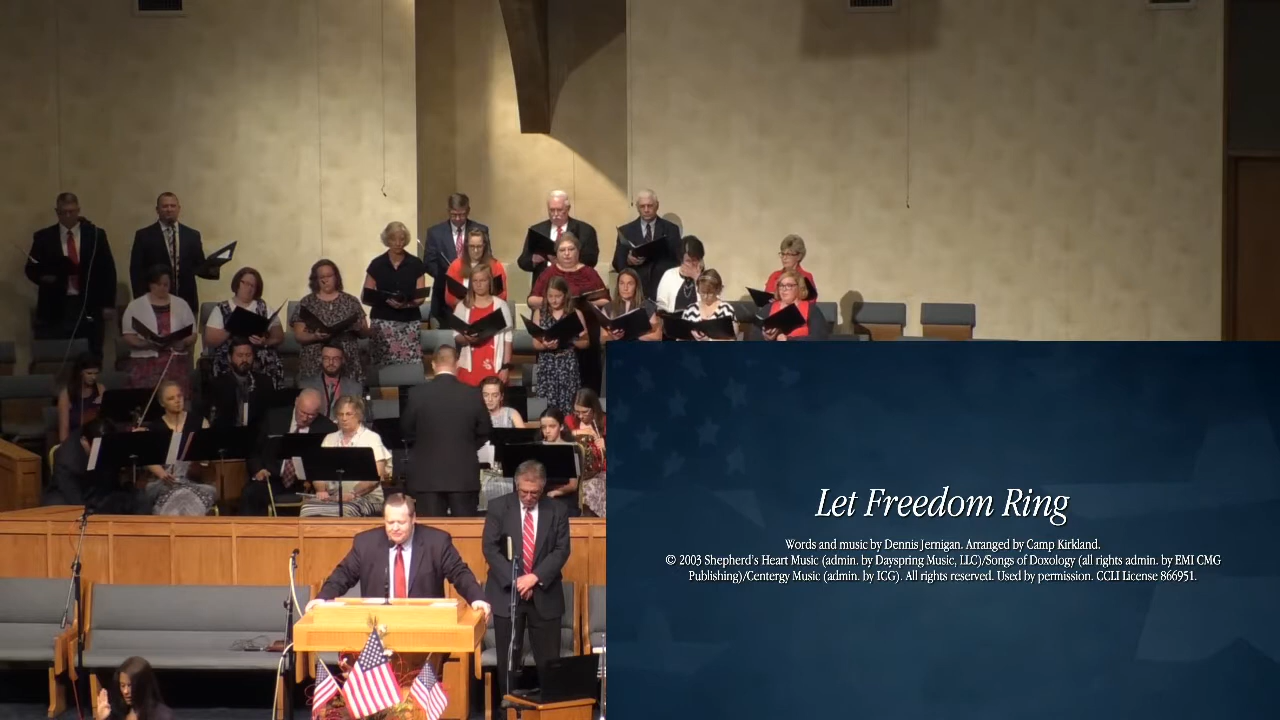 Let Freedom Ring
Words and music by Dennis Jernigan. Arranged by Camp Kirkland.
© 2003 Shepherd's Heart Music (admin. by Dayspring Music, LLC)/Songs of Doxology (all rights admin. by EMI CMG
Publishing)/Centergy Music (admin. by ICG). All rights reserved. Used by permission. CCLI License 866951.